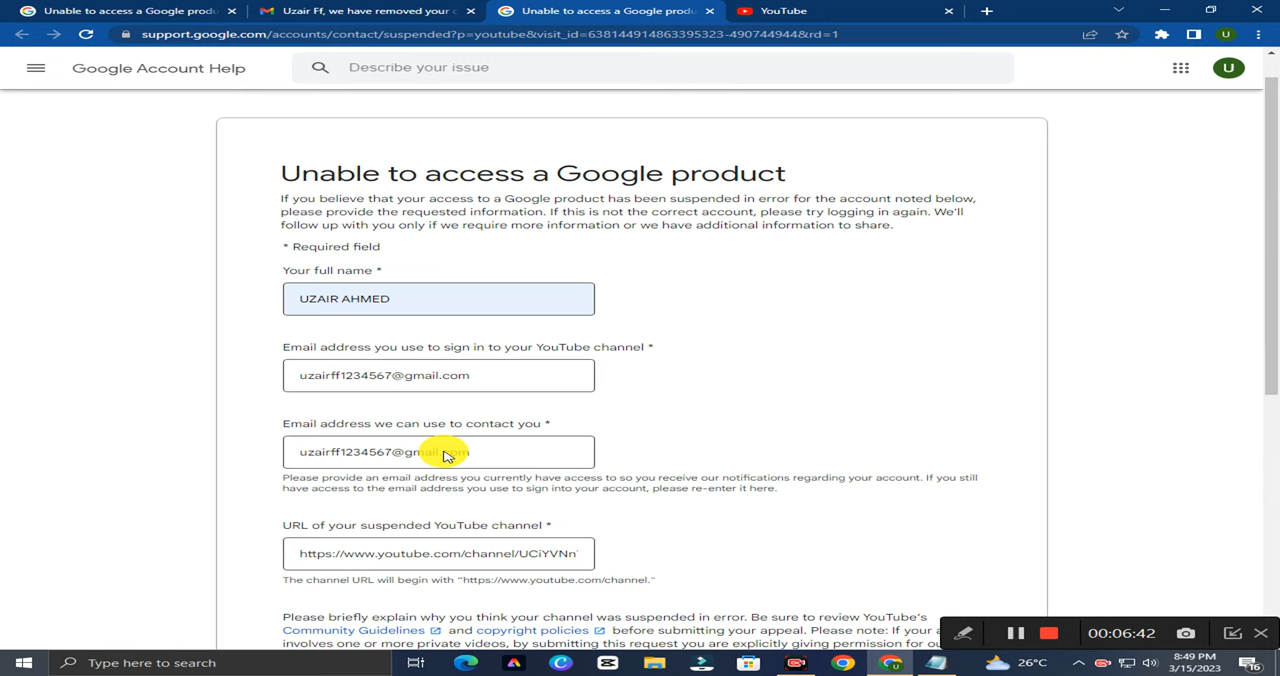 Unable to access a Google produ
Uzair Ff, we have removed your c
Unable to access a Google produ
YouTube
support.google.com/accounts/contact/suspended?p=youtube&visit_id=638144914863395323-490744944&rd=1
U
Google Account Help
Describe your issue
U
Unable to access a Google product
If you believe that your access to a Google product has been suspended in error for the account noted below,
please provide the requested information. If this is not the correct account, please try logging in again. We'll
follow up with you only if we require more information or we have additional information to share.
* Required field
Your full name *
UZAIR AHMED
Email address you use to sign in to your YouTube channel *
uzairff1234567@gmail.com
Email address we can use to contact you *
uzairff1234567@gmail.com
Please provide an email address you currently have access to so you receive our notifications regarding your account. If you still
have access to the email address you use to sign into your account, please re-enter it here.
URL of your suspended YouTube channel *
https://www.youtube.com/channel/UCiYVNn
The channel URL will begin with "https://www.youtube.com/channel."
Please briefly explain why you think your channel was suspended in error. Be sure to review YouTube's
Community Guidelines and copyright policies before submitting your appeal. Please note: If your a
involves one or more private videos, by submitting this request you are explicitly giving permission for ou
00:06:42
Type here to search
26°C
8:49 PM
3/15/2023
16